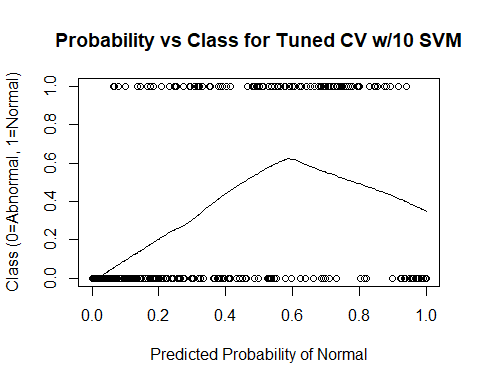 Probability vs Class for Tuned CV w/10 SVM
Class (0=Abnormal, 1=Normal)
1.0
0.8
0.6
0.4
0.2
0.0
0.0 0.2 0.4 0.6 0.8 1.0
Predicted Probability of Normal